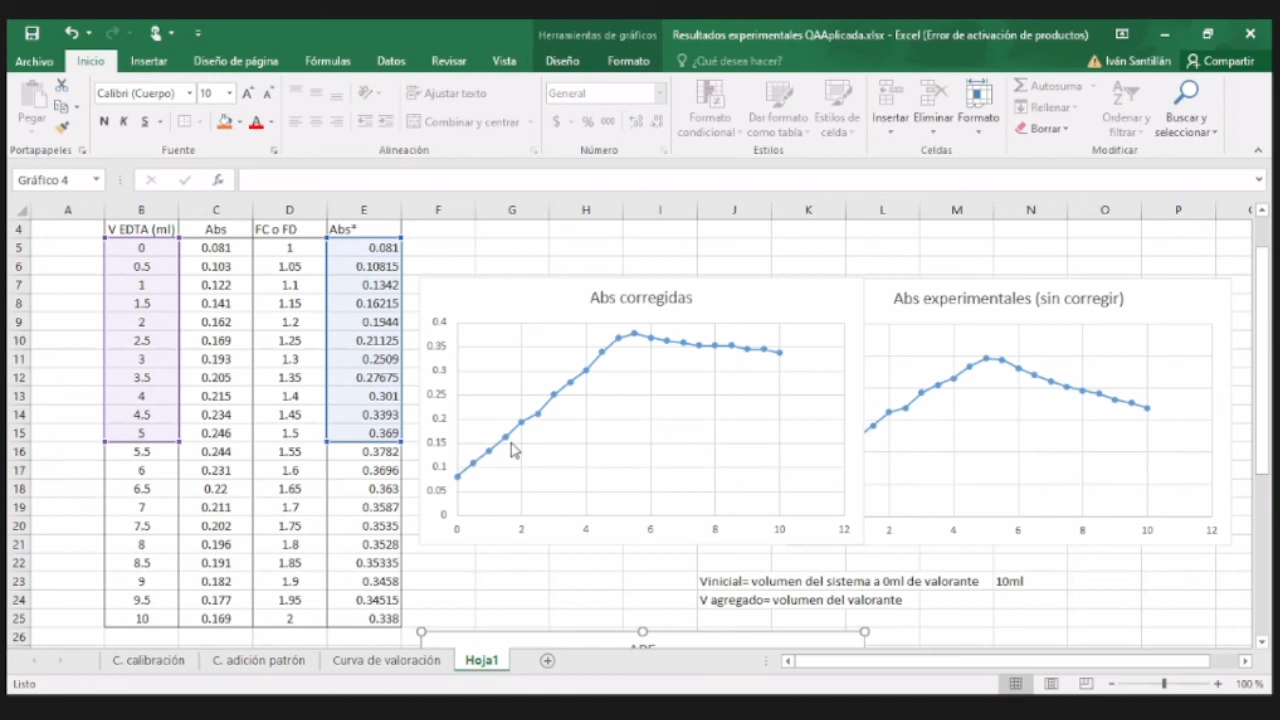 Herramientas de gráficos Resultados experimentales QAAplicada.xlsx - Excel (Error de activación de productos)
Archivo Inicio Insertar Diseño de página Fórmulas Datos Revisar Vista Diseño Formato ¿Qué desea hacer? Iván Santillán Compartir
Calibri (Cuerpo) 10 A A Ajustar texto General Autosuma
Pegar N K S A Combinar y centrar $ % 000 Formato condicional Dar formato como tabla Estilos de celda Insertar Eliminar Formato Rellenar Borrar Ordenar y filtrar Buscar y seleccionar
Portapapeles Fuente Alineación Número Estilos Celdas Modificar
Gráfico 4 fx
A B C D E F G H I J K L M N O P
4 V EDTA (ml) Abs FC o FD Abs*
5 0 0.081 1 0.081
6 0.5 0.103 1.05 0.10815
7 1 0.122 1.1 0.1342
8 1.5 0.141 1.15 0.16215
9 2 0.162 1.2 0.1944
10 2.5 0.169 1.25 0.21125
11 3 0.193 1.3 0.2509
12 3.5 0.205 1.35 0.27675
13 4 0.215 1.4 0.301
14 4.5 0.234 1.45 0.3393
15 5 0.246 1.5 0.369
16 5.5 0.244 1.55 0.3782
17 6 0.231 1.6 0.3696
18 6.5 0.22 1.65 0.363
19 7 0.211 1.7 0.3587
20 7.5 0.202 1.75 0.3535
21 8 0.196 1.8 0.3528
22 8.5 0.191 1.85 0.35335
23 9 0.182 1.9 0.3458
24 9.5 0.177 1.95 0.34515
25 10 0.169 2 0.338
26
Abs corregidas
0.4
0.35
0.3
0.25
0.2
0.15
0.1
0.05
0
0 2 4 6 8 10 12
Abs experimentales (sin corregir)
2 4 6 8 10 12
Vinicial= volumen del sistema a 0ml de valorante 10ml
V agregado= volumen del valorante
C. calibración C. adición patrón Curva de valoración Hoja1
Listo 100 %